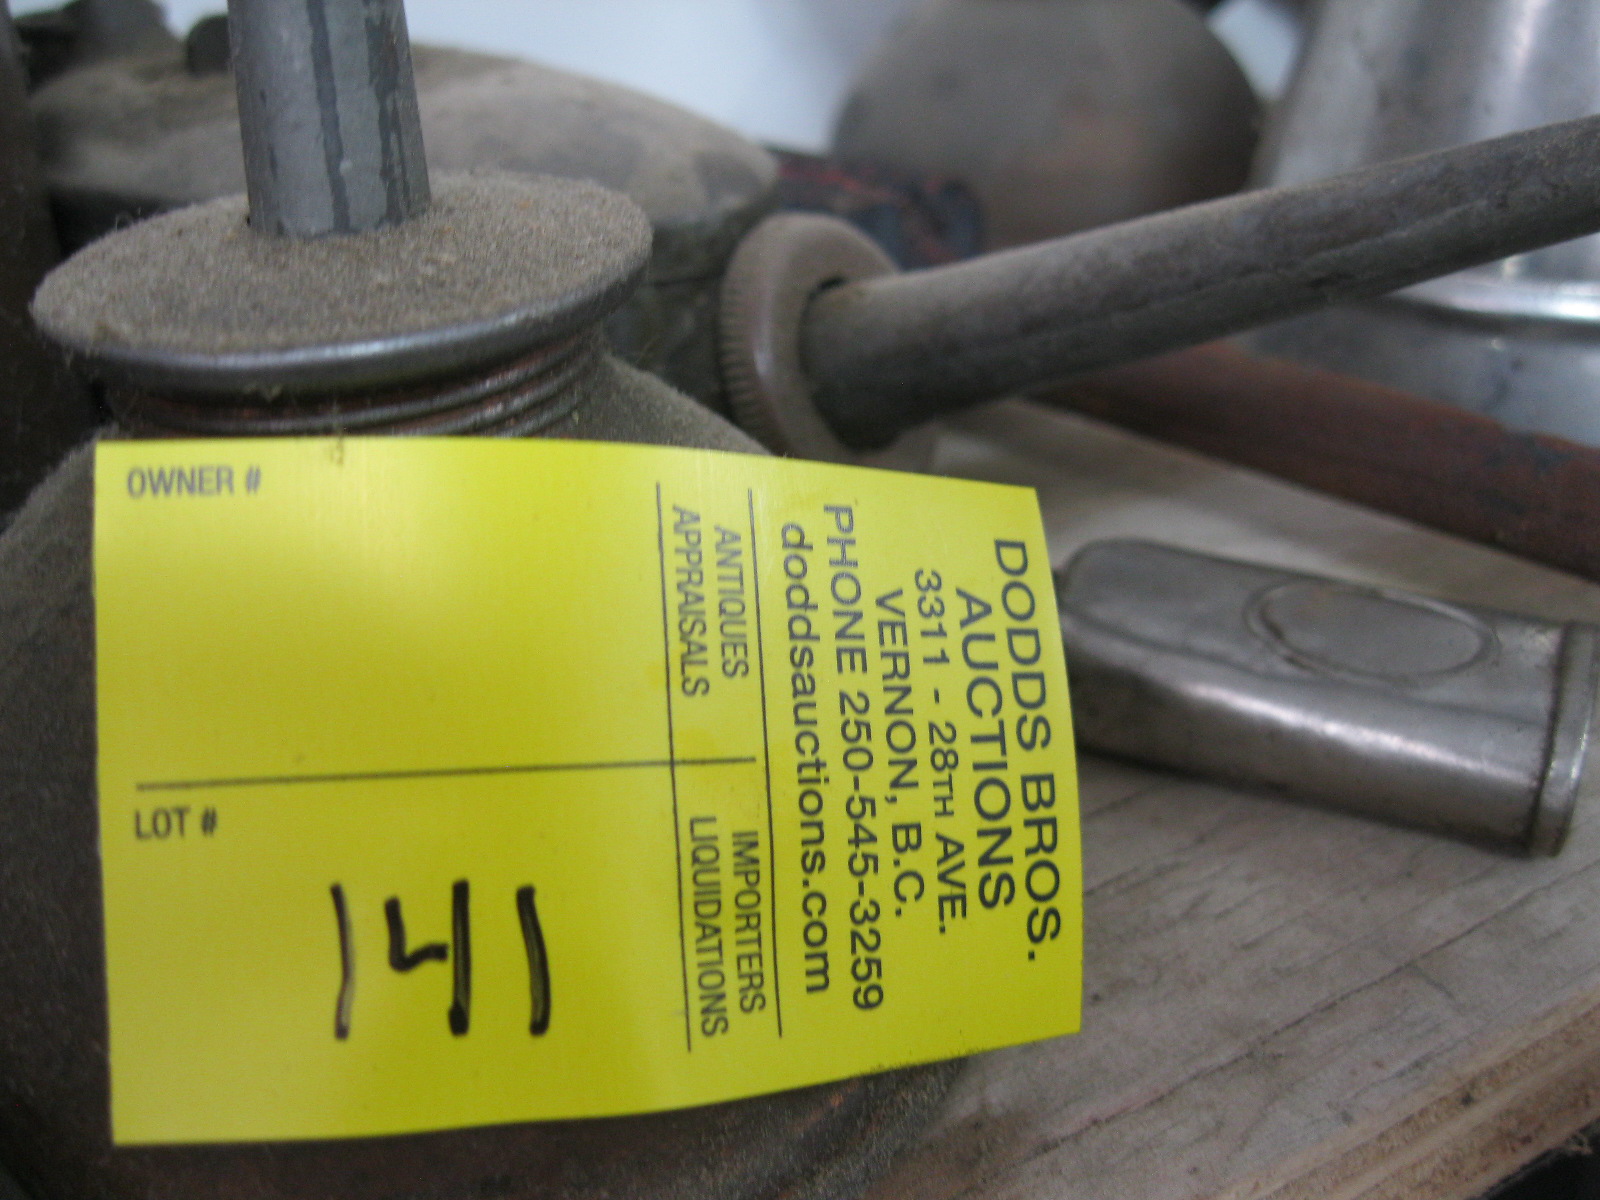 DODDS BROS.
AUCTIONS
3311 - 28TH AVE.
VERNON, B.C.
PHONE 250-545-3259
doddsauctions.com
ANTIQUES | IMPORTERS
APPRAISALS | LIQUIDATIONS
OWNER #
LOT #
141